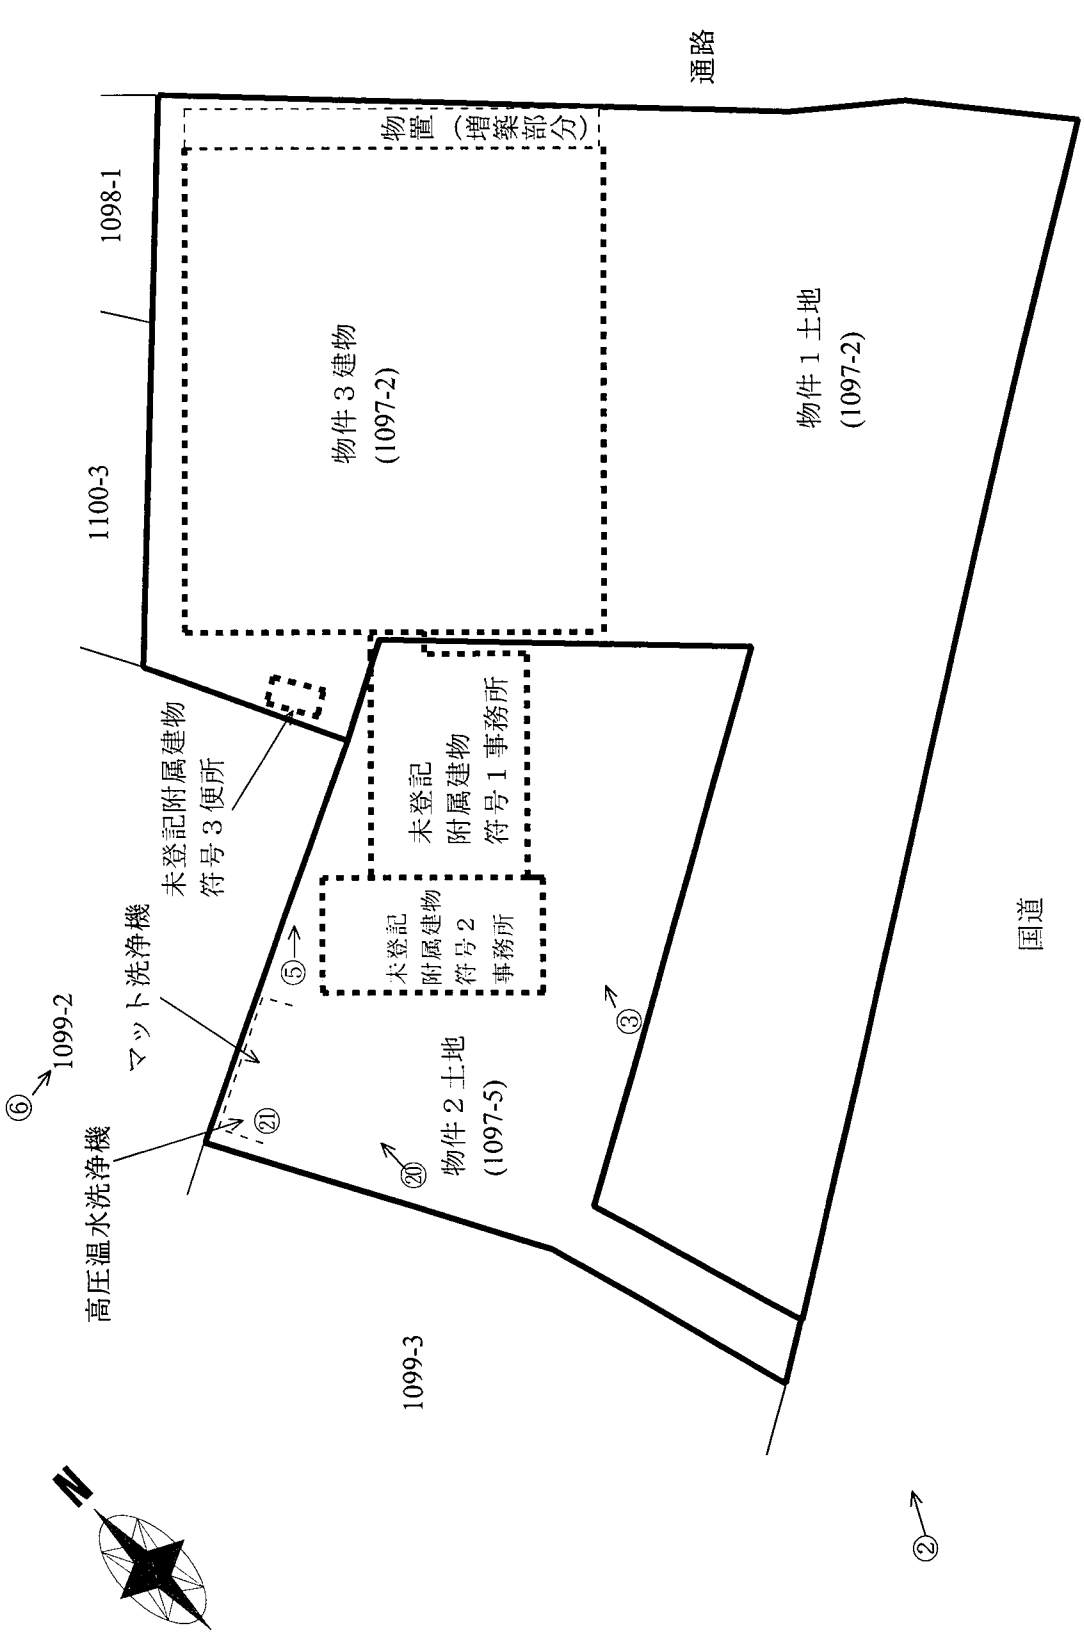 通路
物置（増築部分）
1098-1
1100-3
物件３建物
(1097-2)
物件１土地
(1097-2)
未登記附属建物
符号３便所
未登記
附属建物
符号１事務所
未登記
附属建物
符号２
事務所
マット洗浄機
高圧温水洗浄機
1099-2
⑥
⑤
③
㉑
⑳
物件２土地
(1097-5)
国道
1099-3
②
N